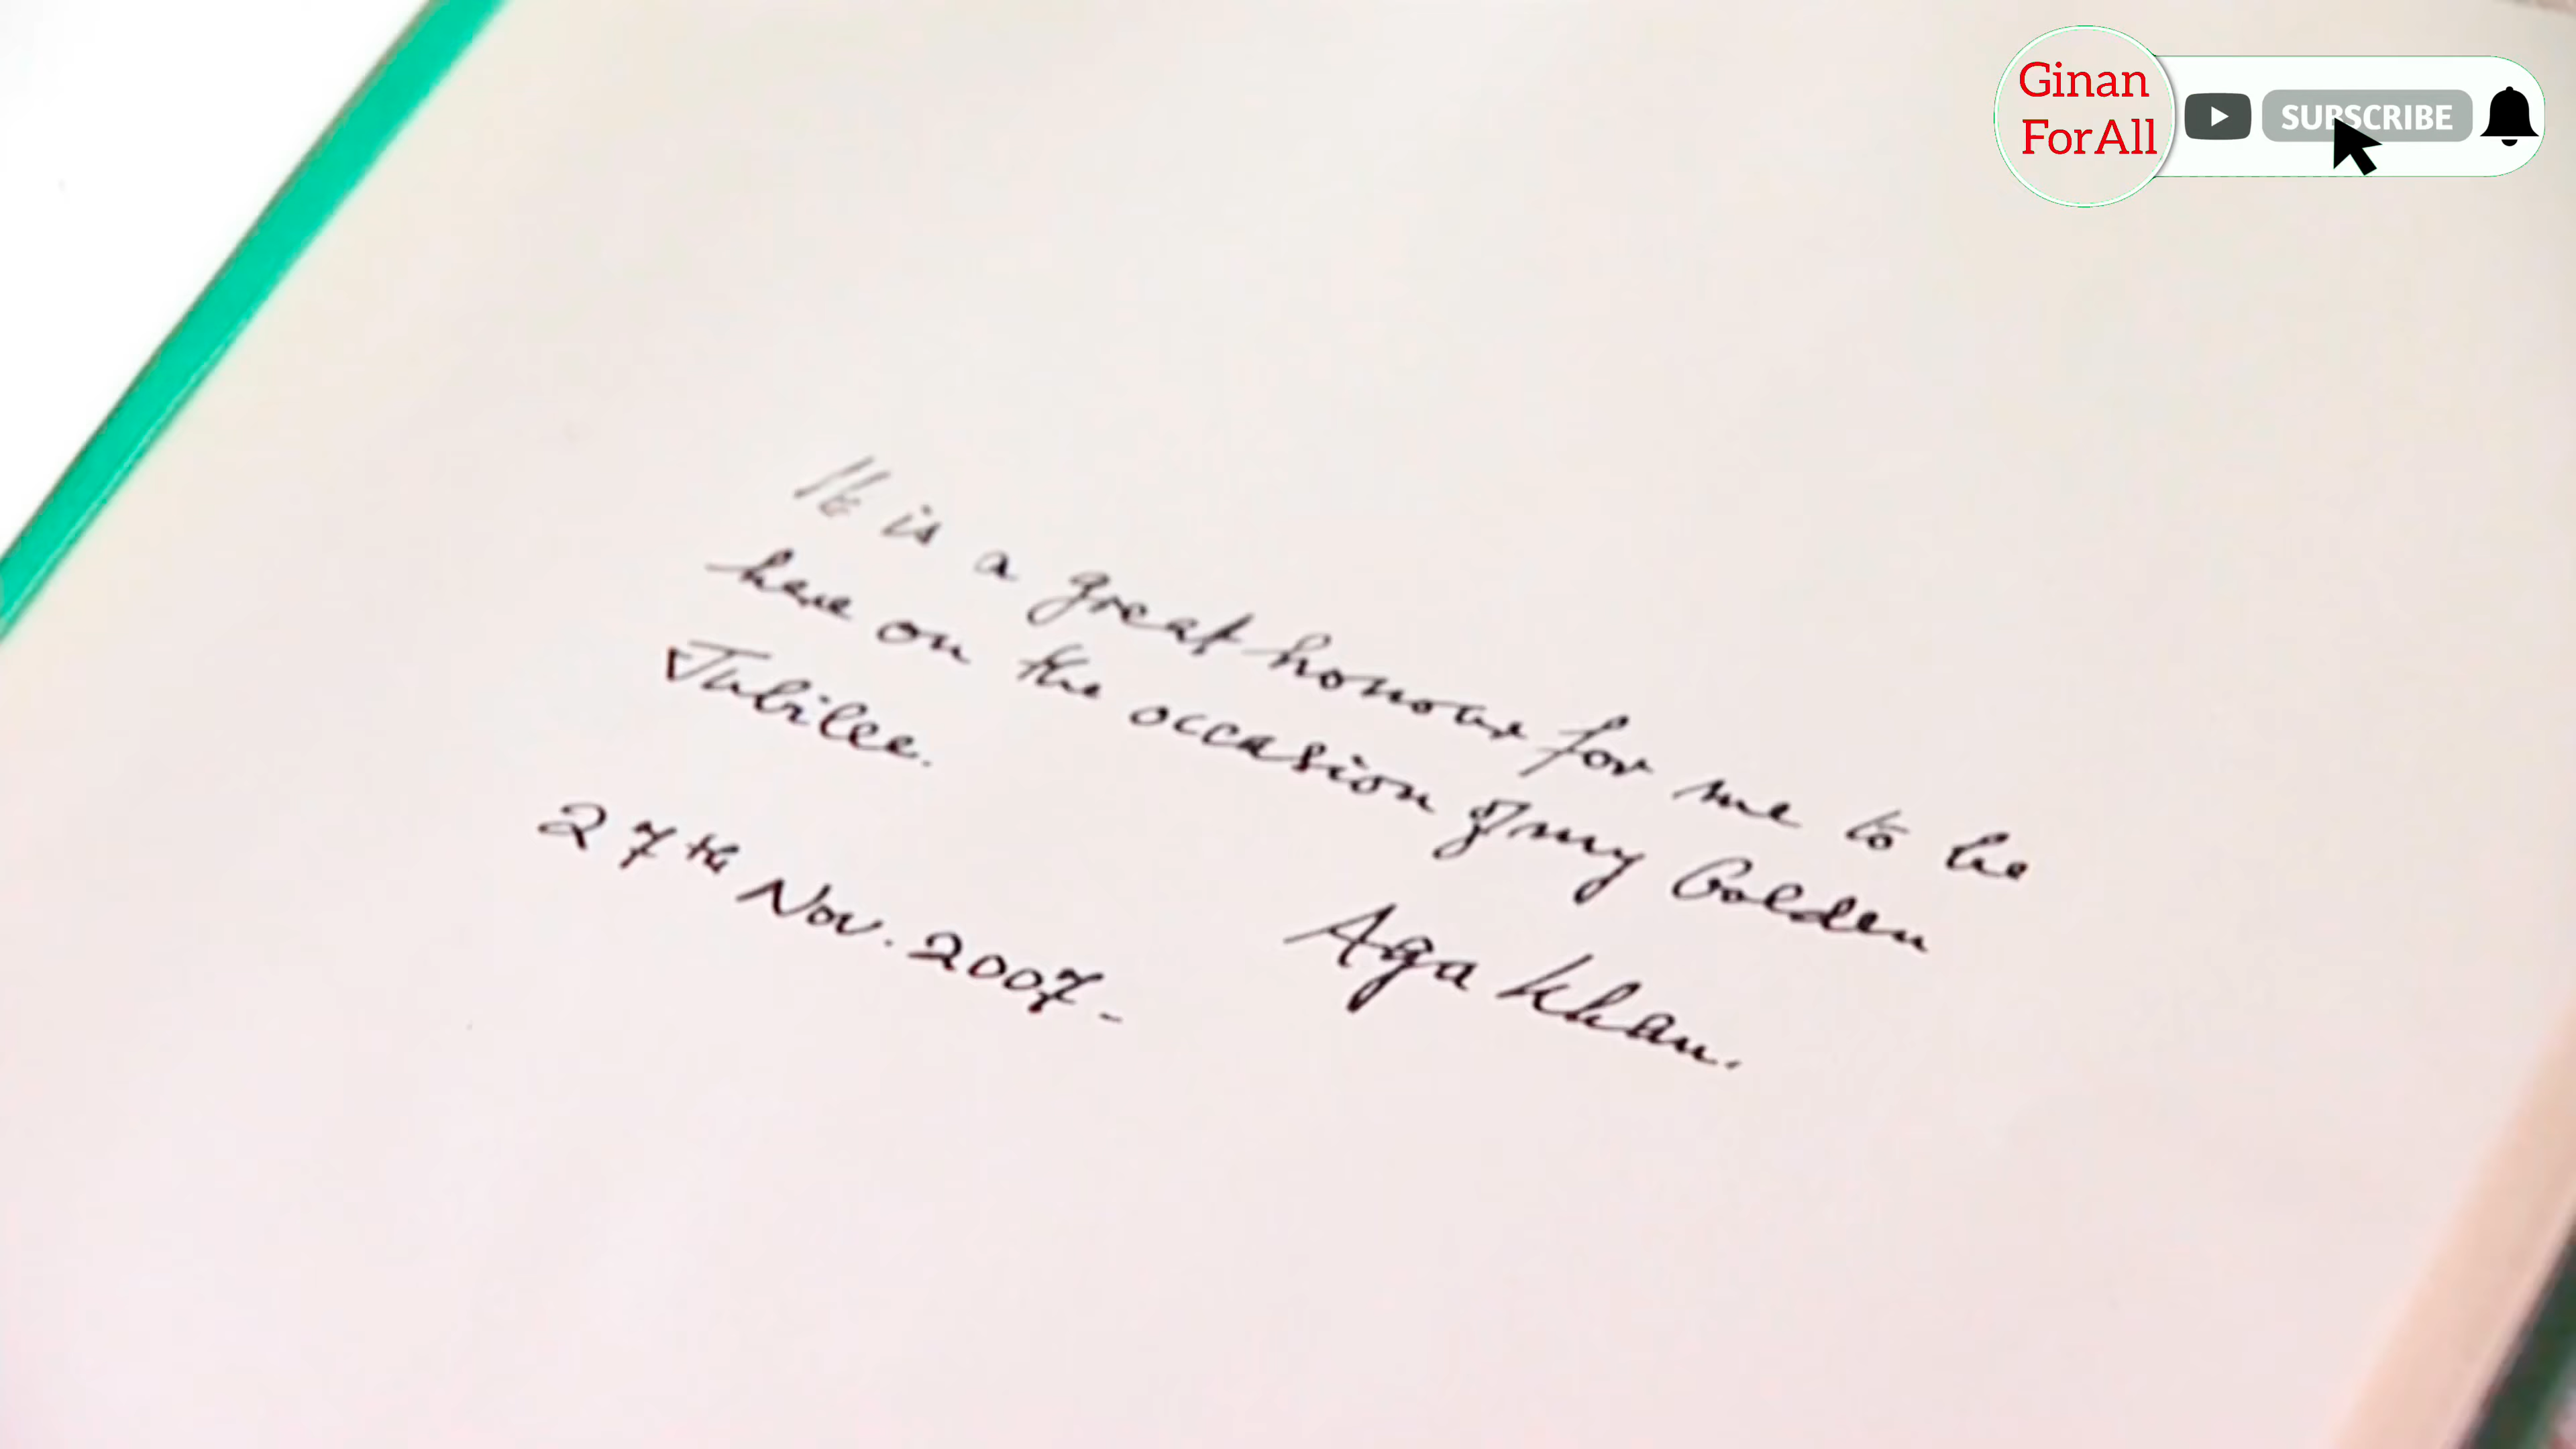 Ginan
ForAll
SUBSCRIBE
It is a great honour for me to be
here on the occasion of my Golden
Jubilee.
27th Nov. 2007-
Aga Khan.